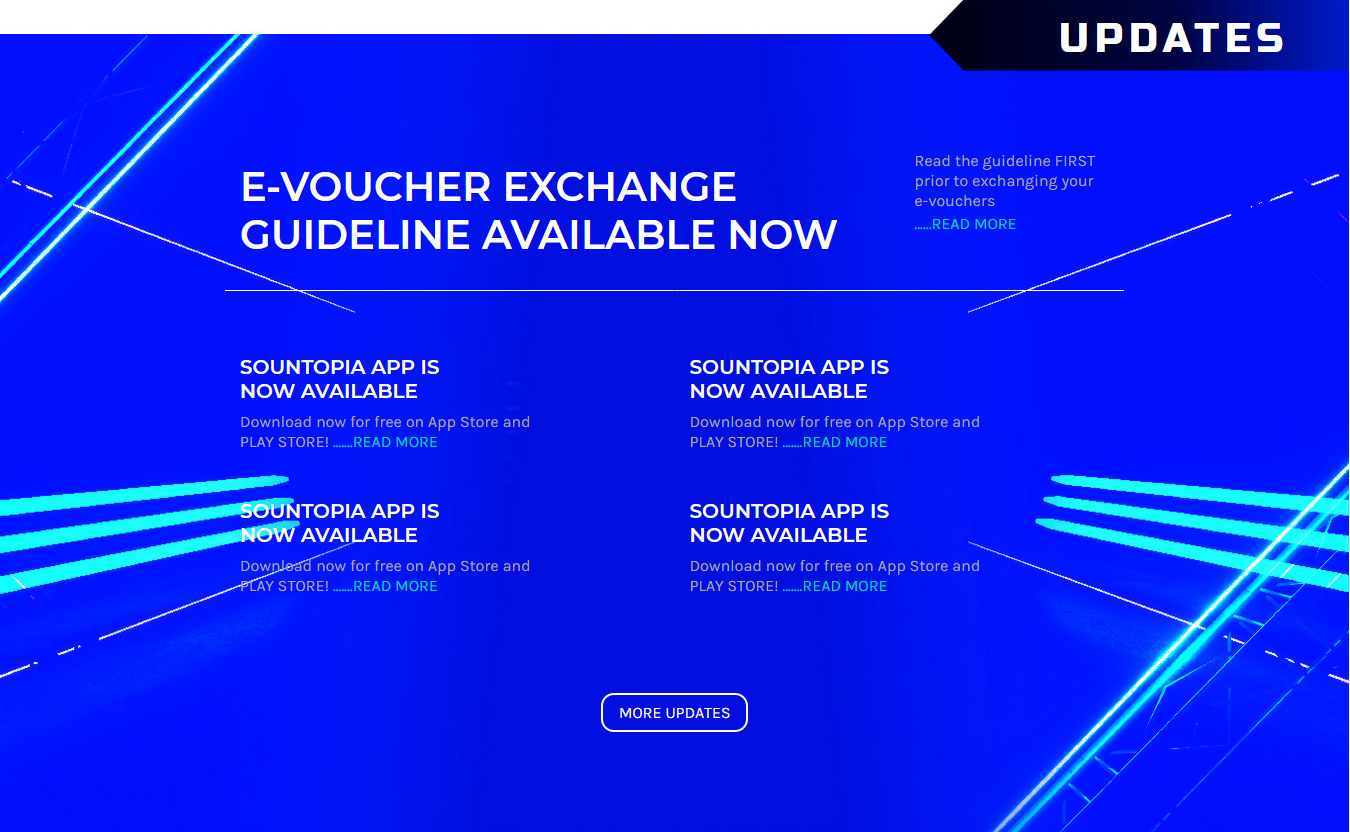 UPDATES
E-VOUCHER EXCHANGE
GUIDELINE AVAILABLE NOW
Read the guideline FIRST
prior to exchanging your
e-vouchers
......READ MORE
SOUNTOPIA APP IS
NOW AVAILABLE
Download now for free on App Store and
PLAY STORE! .......READ MORE
SOUNTOPIA APP IS
NOW AVAILABLE
Download now for free on App Store and
PLAY STORE! .......READ MORE
SOUNTOPIA APP IS
NOW AVAILABLE
Download now for free on App Store and
PLAY STORE! .......READ MORE
SOUNTOPIA APP IS
NOW AVAILABLE
Download now for free on App Store and
PLAY STORE! .......READ MORE
MORE UPDATES